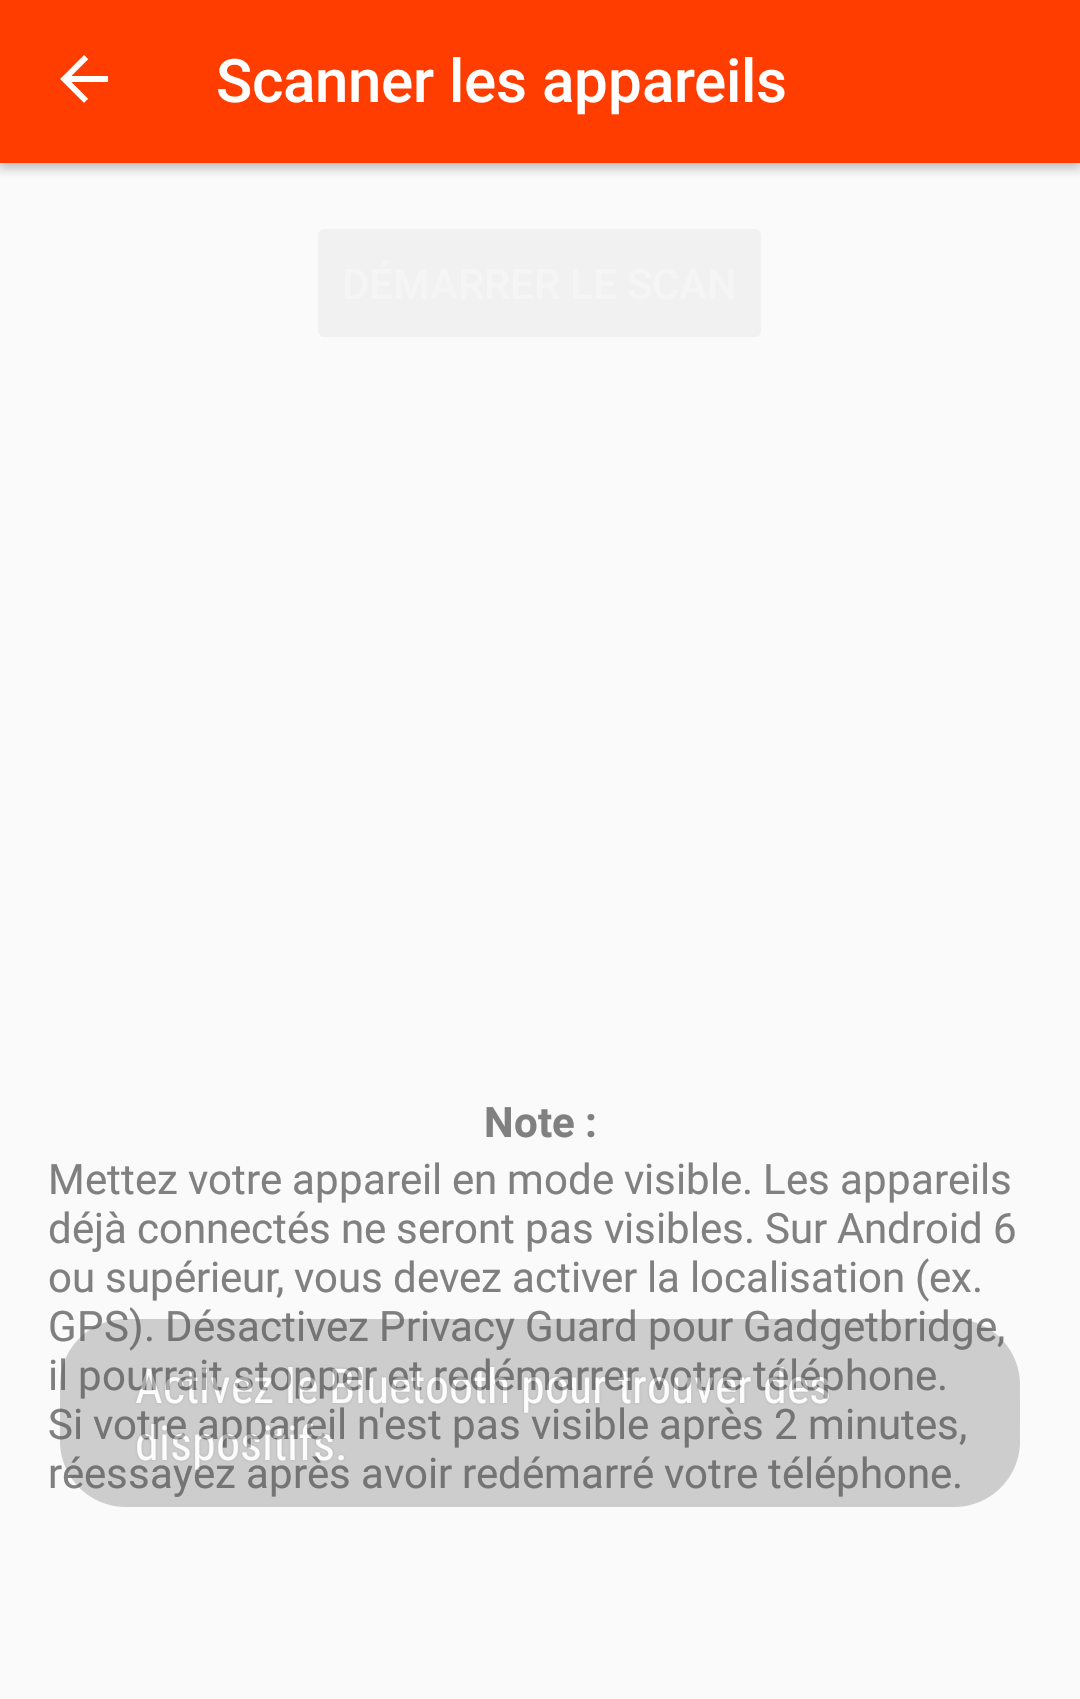 Scanner les appareils
DÉMARRER LE SCAN
Note :
Mettez votre appareil en mode visible. Les appareils
déjà connectés ne seront pas visibles. Sur Android 6
ou supérieur, vous devez activer la localisation (ex.
GPS). Désactivez Privacy Guard pour Gadgetbridge,
il pourrait stopper et redémarrer votre téléphone.
Si votre appareil n'est pas visible après 2 minutes,
réessayez après avoir redémarré votre téléphone.
Activez le Bluetooth pour trouver des
dispositifs.